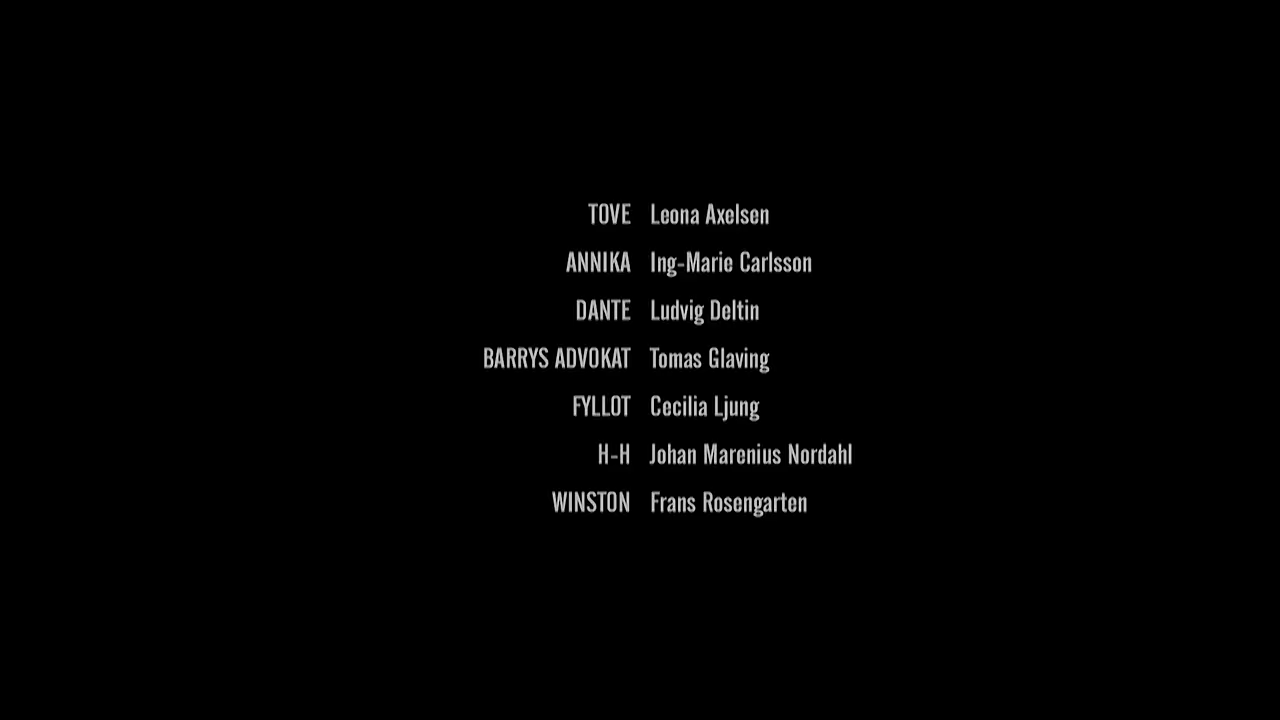 TOVE Leona Axelsen
ANNIKA Ing-Marie Carlsson
DANTE Ludvig Deltin
BARRYS ADVOKAT Tomas Glaving
FYLLOT Cecilia Ljung
H-H Johan Marenius Nordahl
WINSTON Frans Rosengarten